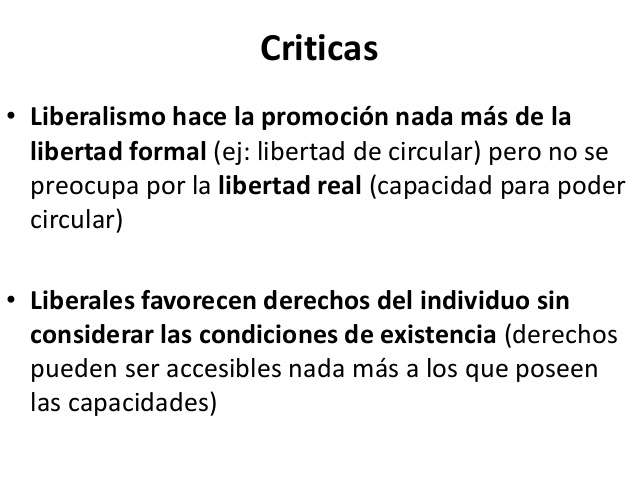 Criticas
• Liberalismo hace la promoción nada más de la
libertad formal (ej: libertad de circular) pero no se
preocupa por la libertad real (capacidad para poder
circular)
• Liberales favorecen derechos del individuo sin
considerar las condiciones de existencia (derechos
pueden ser accesibles nada más a los que poseen
las capacidades)